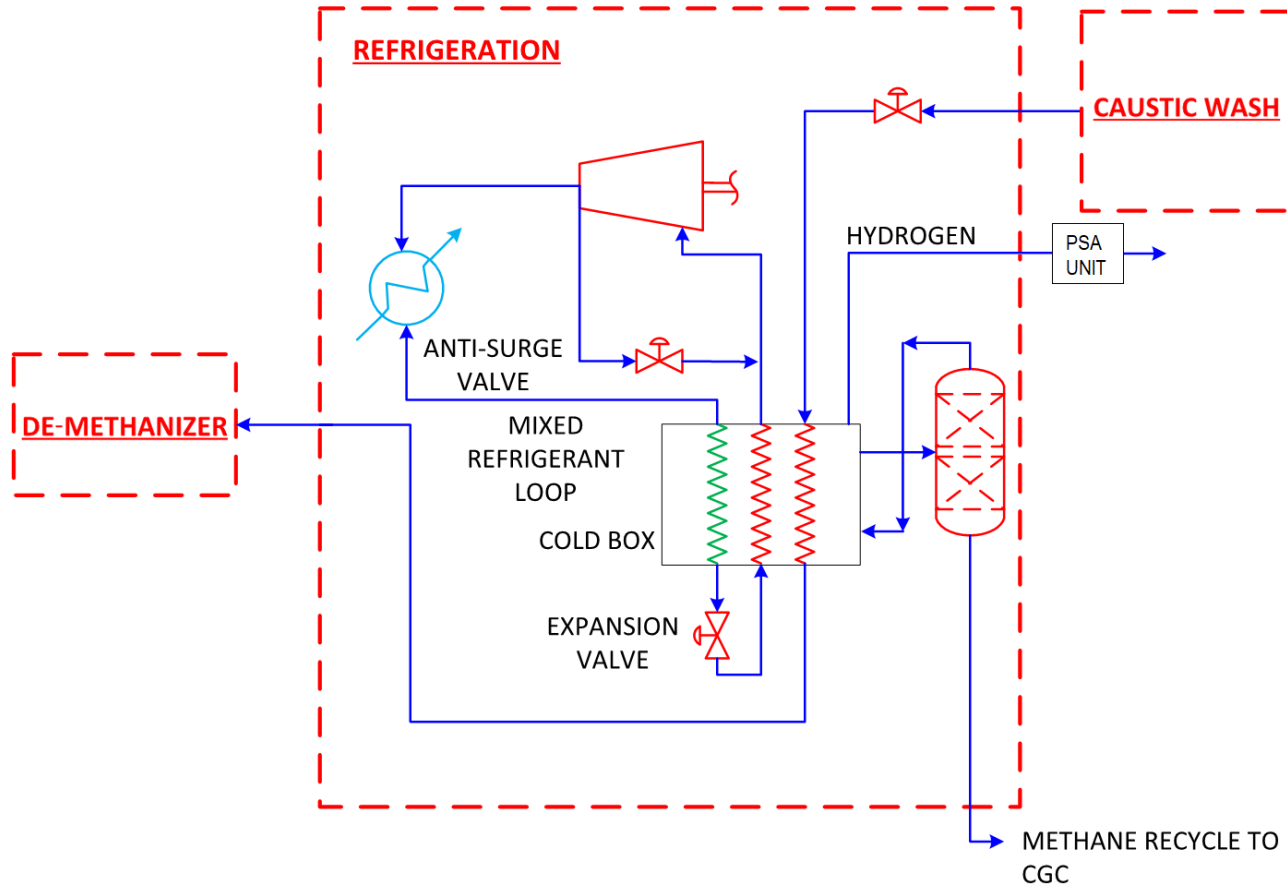 REFRIGERATION
CAUSTIC WASH
HYDROGEN
PSA
UNIT
ANTI-SURGE
VALVE
DE-METHANIZER
MIXED
REFRIGERANT
LOOP
COLD BOX
EXPANSION
VALVE
METHANE RECYCLE TO
CGC